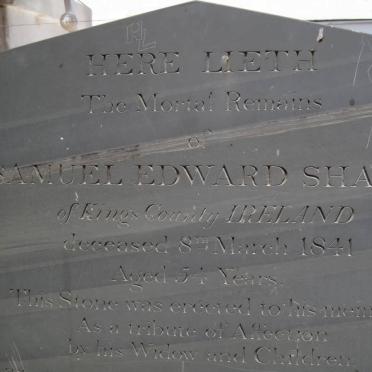 HERE LIETH
The Mortal Remains
of
SAMUEL EDWARD SHA
of Kings County IRELAND
deceased 8th March 1841
Aged 54 Years.
This Stone was erected to his mem
As a tribute of Affection
by his Widow and Children